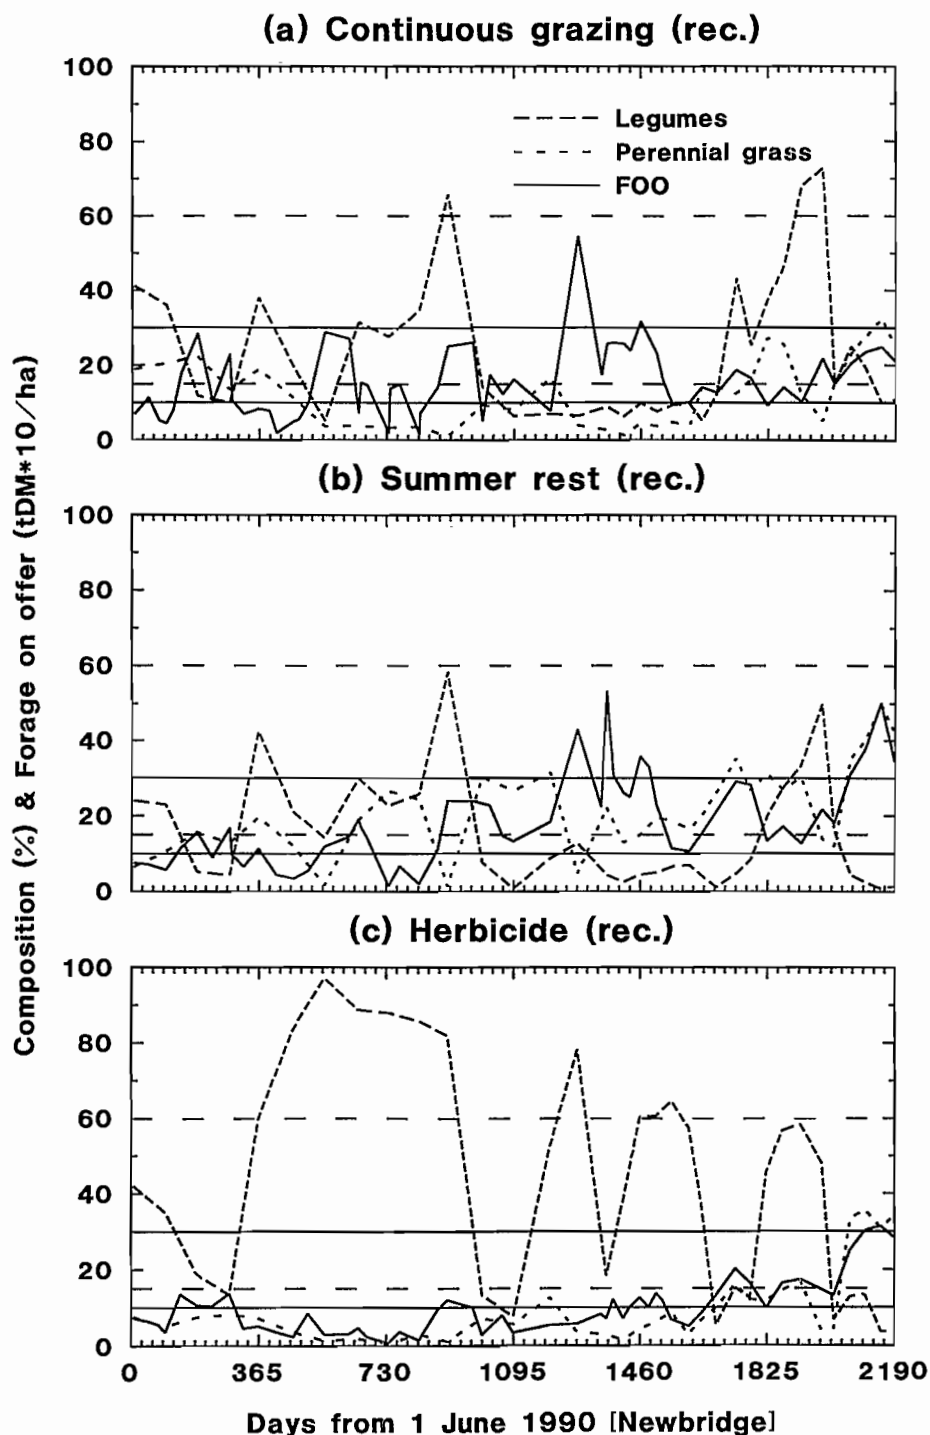 (a) Continuous grazing (rec.)
100
80
60
40
20
0
Legumes
Perennial grass
FOO
(b) Summer rest (rec.)
100
80
60
40
20
0
(c) Herbicide (rec.)
100
80
60
40
20
0
0 365 730 1095 1460 1825 2190
Days from 1 June 1990 [Newbridge]
Composition (%) & Forage on offer (tDM*10/ha)